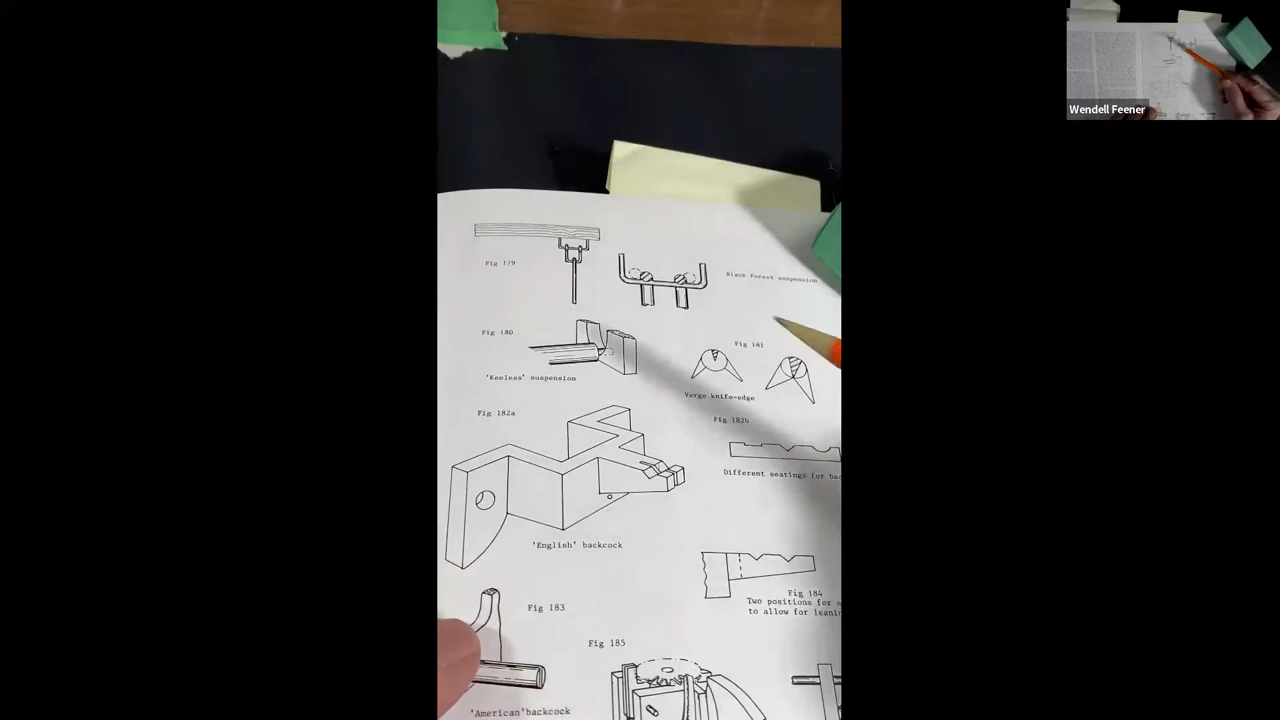 Wendell Feener
Fig 179
Black Forest suspension
Fig 180
Fig 181
'Keeless' suspension
Verge knife-edge
Fig 182a
Fig 182b
Different seatings for bac
'English' backcock
Fig 184
Two positions for
to allow for leani
Fig 183
Fig 185
'American'backcock